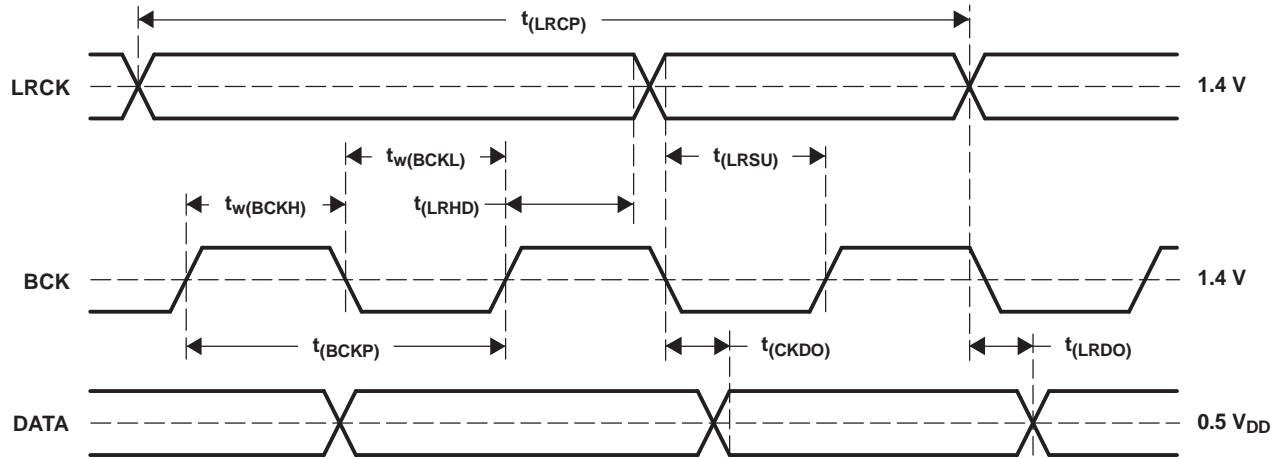 t(LRCP)
LRCK
1.4 V
tw(BCKL)
t(LRSU)
tw(BCKH)
t(LRHD)
BCK
1.4 V
t(BCKP)
t(CKDO)
t(LRDO)
DATA
0.5 VDD